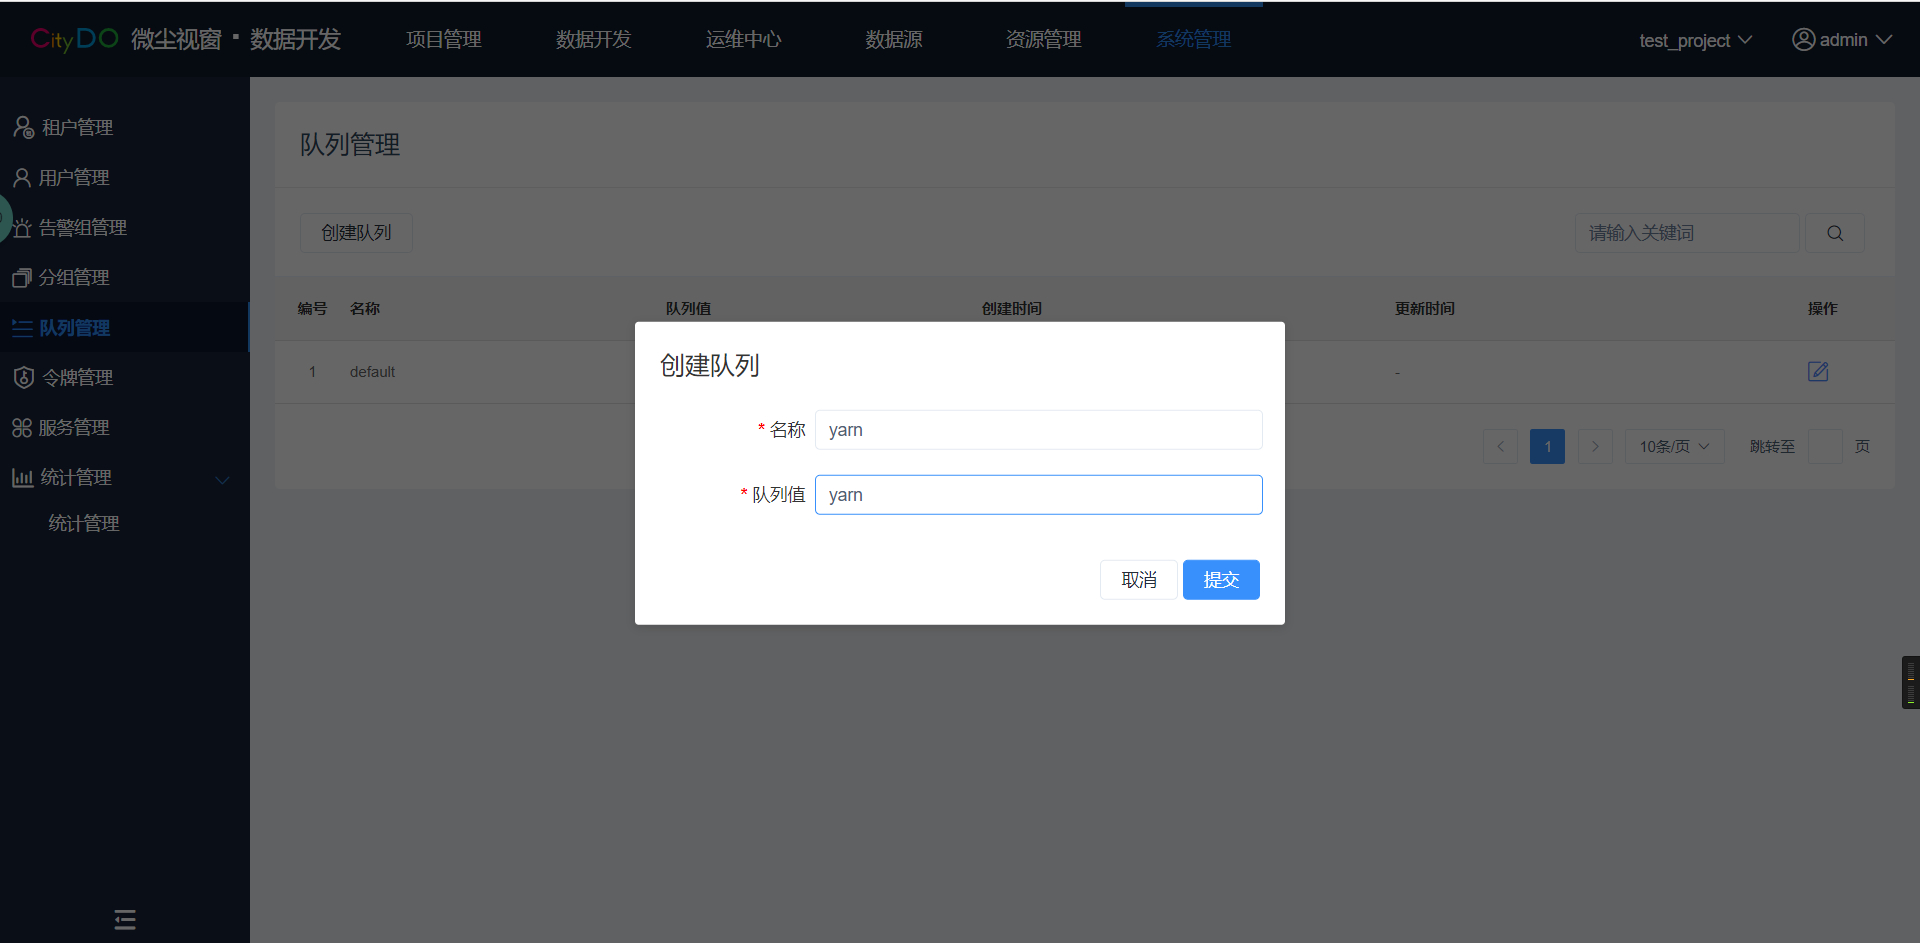 CityDO 微尘视窗·数据开发 项目管理 数据开发 运维中心 数据源 资源管理 系统管理 test_project admin
租户管理
用户管理
告警组管理
分组管理
队列管理
令牌管理
服务管理
统计管理
统计管理
队列管理
创建队列 请输入关键词
编号 名称 队列值 创建时间 更新时间 操作
1 default -
1 10条/页 跳转至 页
创建队列
* 名称 yarn
* 队列值 yarn
取消 提交